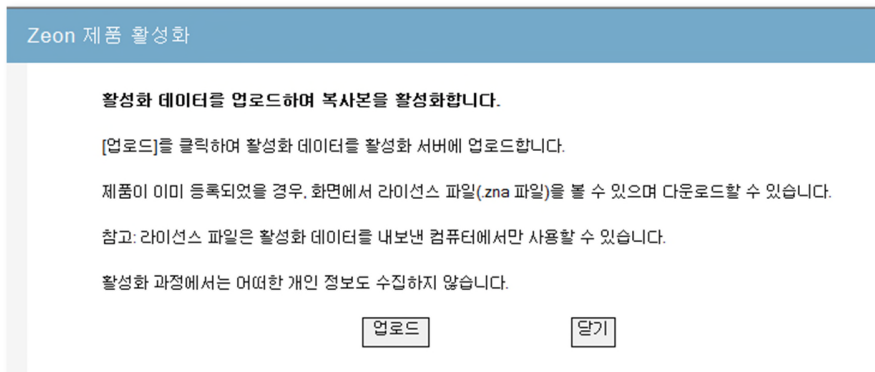 Zeon 제품 활성화
활성화 데이터를 업로드하여 복사본을 활성화합니다.
[업로드]를 클릭하여 활성화 데이터를 활성화 서버에 업로드합니다.
제품이 이미 등록되었을 경우, 화면에서 라이선스 파일(.zna 파일)을 볼 수 있으며 다운로드할 수 있습니다.
참고: 라이선스 파일은 활성화 데이터를 내보낸 컴퓨터에서만 사용할 수 있습니다.
활성화 과정에서는 어떠한 개인 정보도 수집하지 않습니다.
업로드 닫기